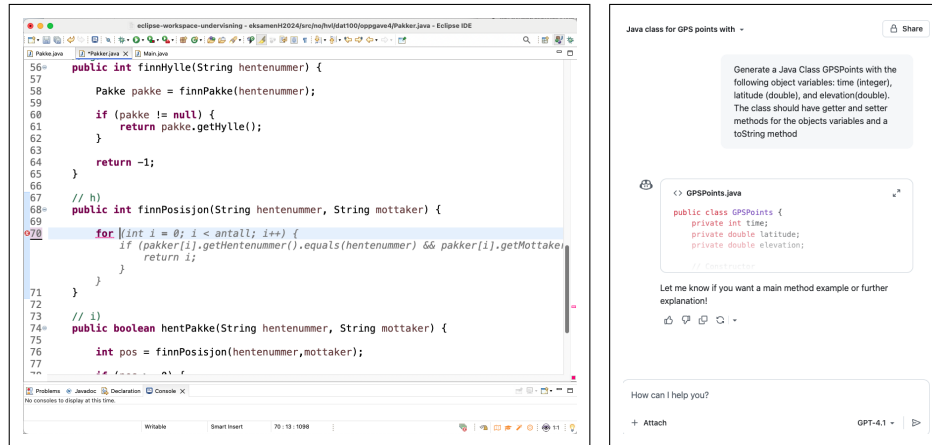 eclipse-workspace-undervisning - eksamenH2024/src/no/hvl/dat100/oppgave4/Pakker.java - Eclipse IDE
Pakke.java *Pakker.java Main.java
56 public int finnHylle(String hentenummer) {
57
58 Pakke pakke = finnPakke(hentenummer);
59
60 if (pakke != null) {
61 return pakke.getHylle();
62 }
63
64 return -1;
65 }
66
67 // h)
68 public int finnPosisjon(String hentenummer, String mottaker) {
69
70 for (int i = 0; i < antall; i++) {
if (pakker[i].getHentenummer().equals(hentenummer) && pakker[i].getMottaker
return i;
}
}
71 }
72
73 // i)
74 public boolean hentPakke(String hentenummer, String mottaker) {
75
76 int pos = finnPosisjon(hentenummer,mottaker);
77
Problems Javadoc Declaration Console
No consoles to display at this time.
Writable Smart Insert 70 : 13 : 1098
Java class for GPS points with
Share
Generate a Java Class GPSPoints with the
following object variables: time (integer),
latitude (double), and elevation(double).
The class should have getter and setter
methods for the objects variables and a
toString method
<> GPSPoints.java
public class GPSPoints {
private int time;
private double latitude;
private double elevation;
// Constructor
Let me know if you want a main method example or further
explanation!
How can I help you?
+ Attach
GPT-4.1